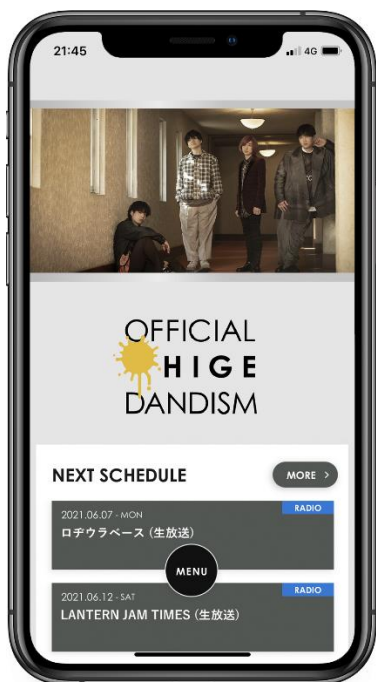 21:45
4G
OFFICIAL
HIGE
DANDISM
NEXT SCHEDULE
MORE >
RADIO
2021.06.07 - MON
ロヂウラベース (生放送)
MENU
RADIO
2021.06.12 - SAT
LANTERN JAM TIMES (生放送)